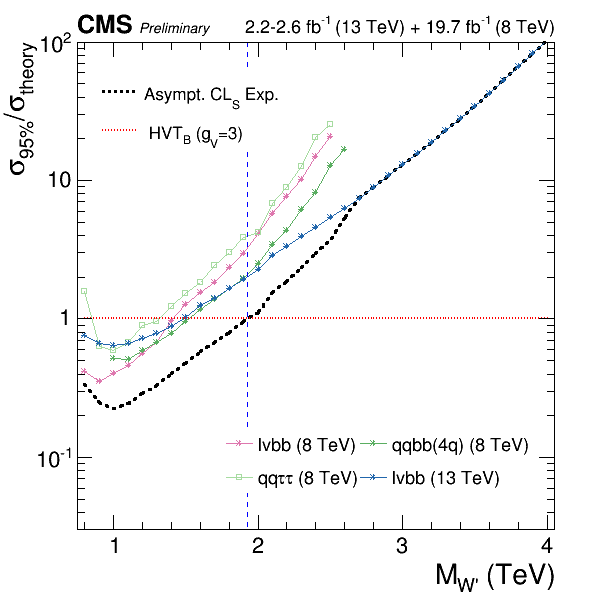 CMS Preliminary 2.2-2.6 fb⁻¹ (13 TeV) + 19.7 fb⁻¹ (8 TeV)
σ95%/σtheory
10²
10
1
10⁻¹
Asympt. CLS Exp.
HVTB (gV=3)
lvbb (8 TeV) qqbb(4q) (8 TeV)
qqττ (8 TeV) lvbb (13 TeV)
1 2 3 4
MW' (TeV)